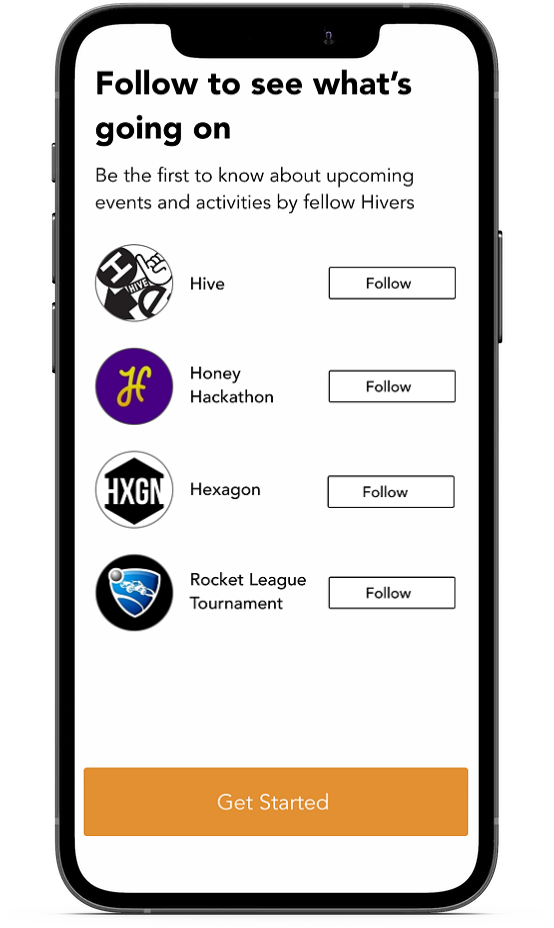 Follow to see what’s
going on
Be the first to know about upcoming
events and activities by fellow Hivers
H
HIVE
Hive
Follow
H
Honey
Hackathon
Follow
HXGN
Hexagon
Follow
Rocket League
Tournament
Follow
Get Started